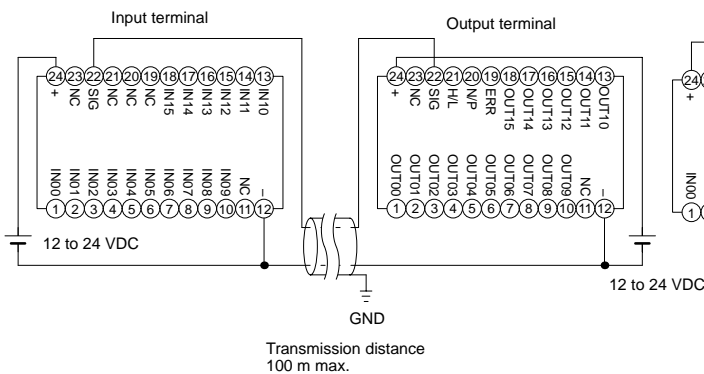 Input terminal
Output terminal
24 23 22 21 20 19 18 17 16 15 14 13
+ NC SIG NC NC NC IN15 IN14 IN13 IN12 IN11 IN10
IN00 IN01 IN02 IN03 IN04 IN05 IN06 IN07 IN08 IN09 NC –
1 2 3 4 5 6 7 8 9 10 11 12
12 to 24 VDC
24 23 22 21 20 19 18 17 16 15 14 13
+ NC SIG H/L N/P ERR OUT15 OUT14 OUT13 OUT12 OUT11 OUT10
OUT00 OUT01 OUT02 OUT03 OUT04 OUT05 OUT06 OUT07 OUT08 OUT09 NC –
1 2 3 4 5 6 7 8 9 10 11 12
12 to 24 VDC
24
+
IN00
1
GND
Transmission distance
100 m max.